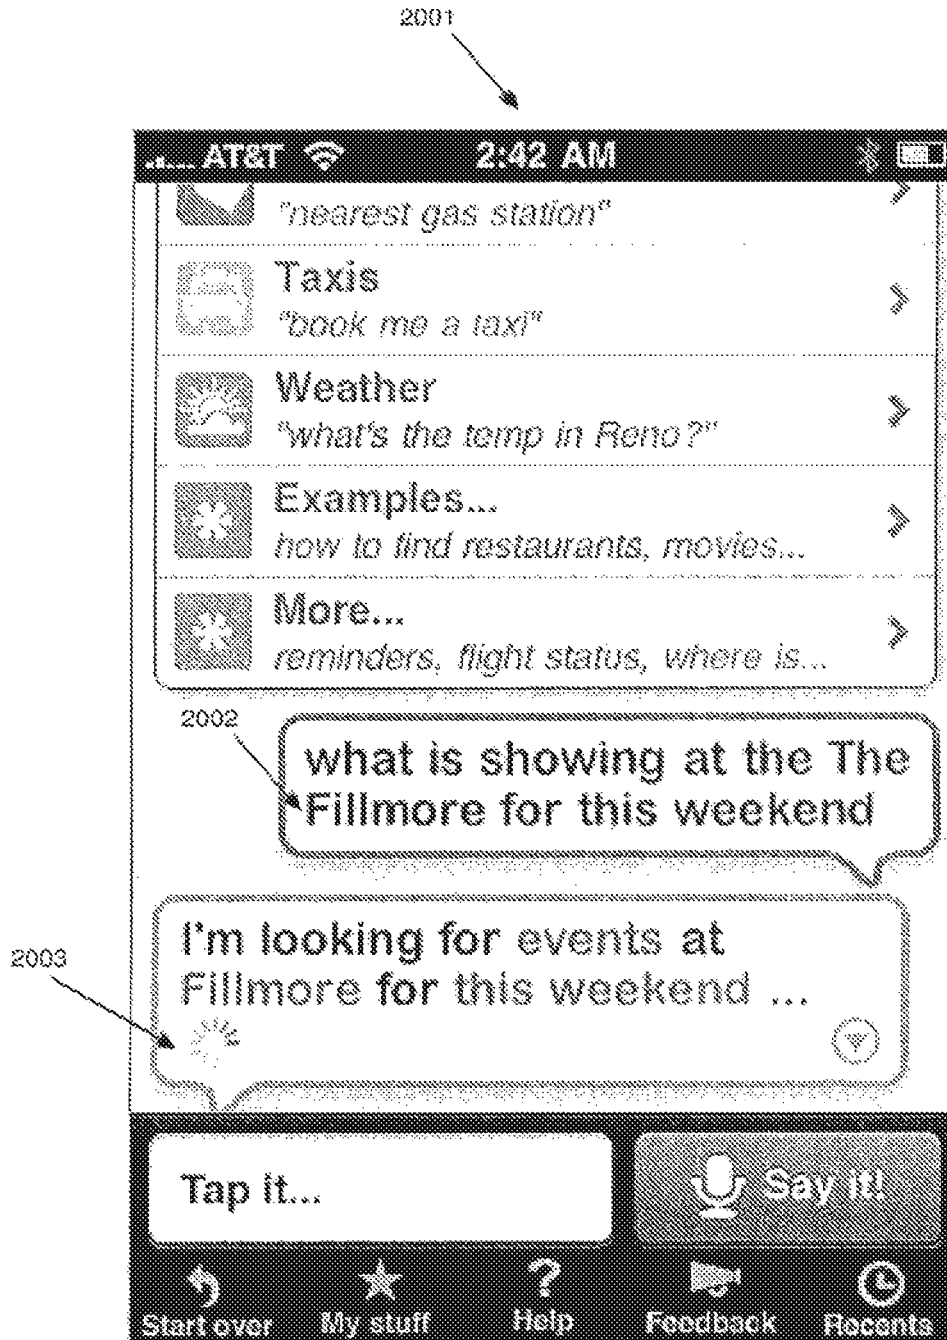 2001
AT&T 2:42 AM
"nearest gas station"
Taxis
"book me a taxi"
Weather
"what's the temp in Reno?"
Examples...
how to find restaurants, movies...
More...
reminders, flight status, where is...
2002
what is showing at the The
Fillmore for this weekend
2003
I'm looking for events at
Fillmore for this weekend ...
Tap it...
Say it!
Start over
My stuff
Help
Feedback
Recents